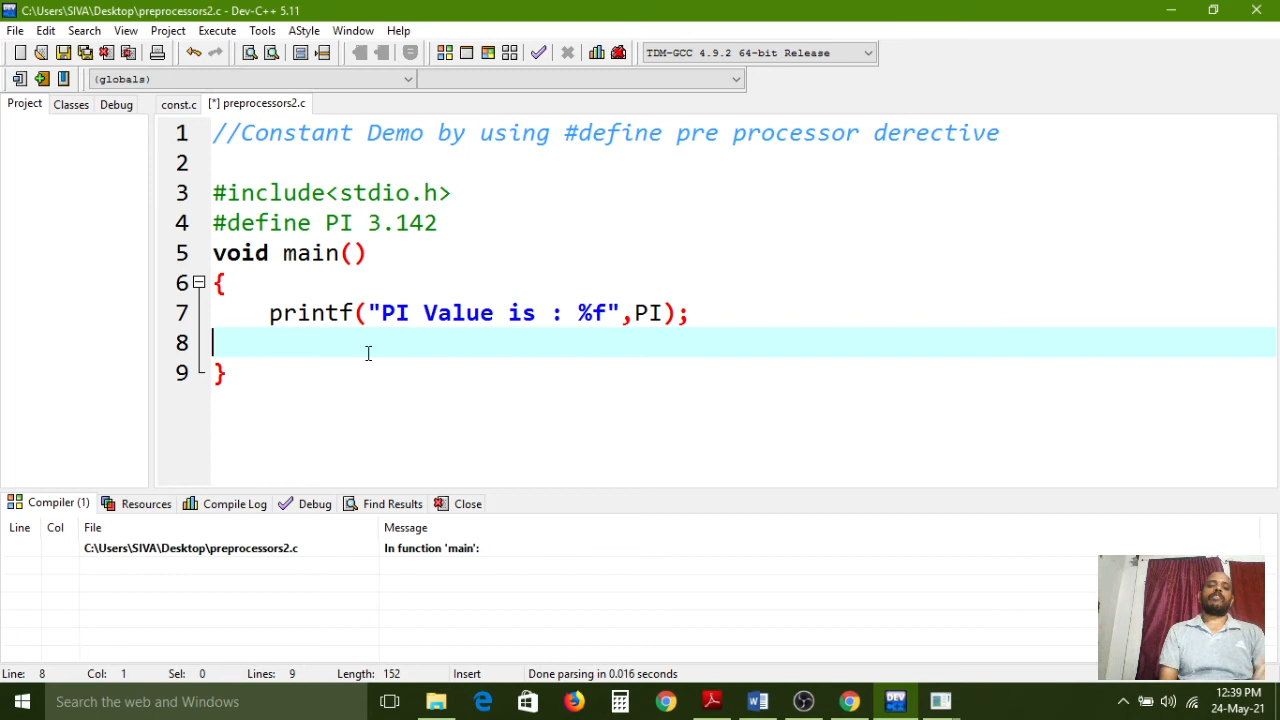 C:\Users\SIVA\Desktop\preprocessors2.c - Dev-C++ 5.11
File Edit Search View Project Execute Tools AStyle Window Help
TDM-GCC 4.9.2 64-bit Release
(globals)
Project Classes Debug const.c [*] preprocessors2.c
1 //Constant Demo by using #define pre processor derective
2
3 #include<stdio.h>
4 #define PI 3.142
5 void main()
6 {
7 printf("PI Value is : %f",PI);
8
9 }
Compiler (1) Resources Compile Log Debug Find Results Close
Line Col File Message
C:\Users\SIVA\Desktop\preprocessors2.c In function 'main':
Line: 8 Col: 1 Sel: 0 Lines: 9 Length: 152 Insert Done parsing in 0.016 seconds
Search the web and Windows
DEV
12:39 PM
24-May-21